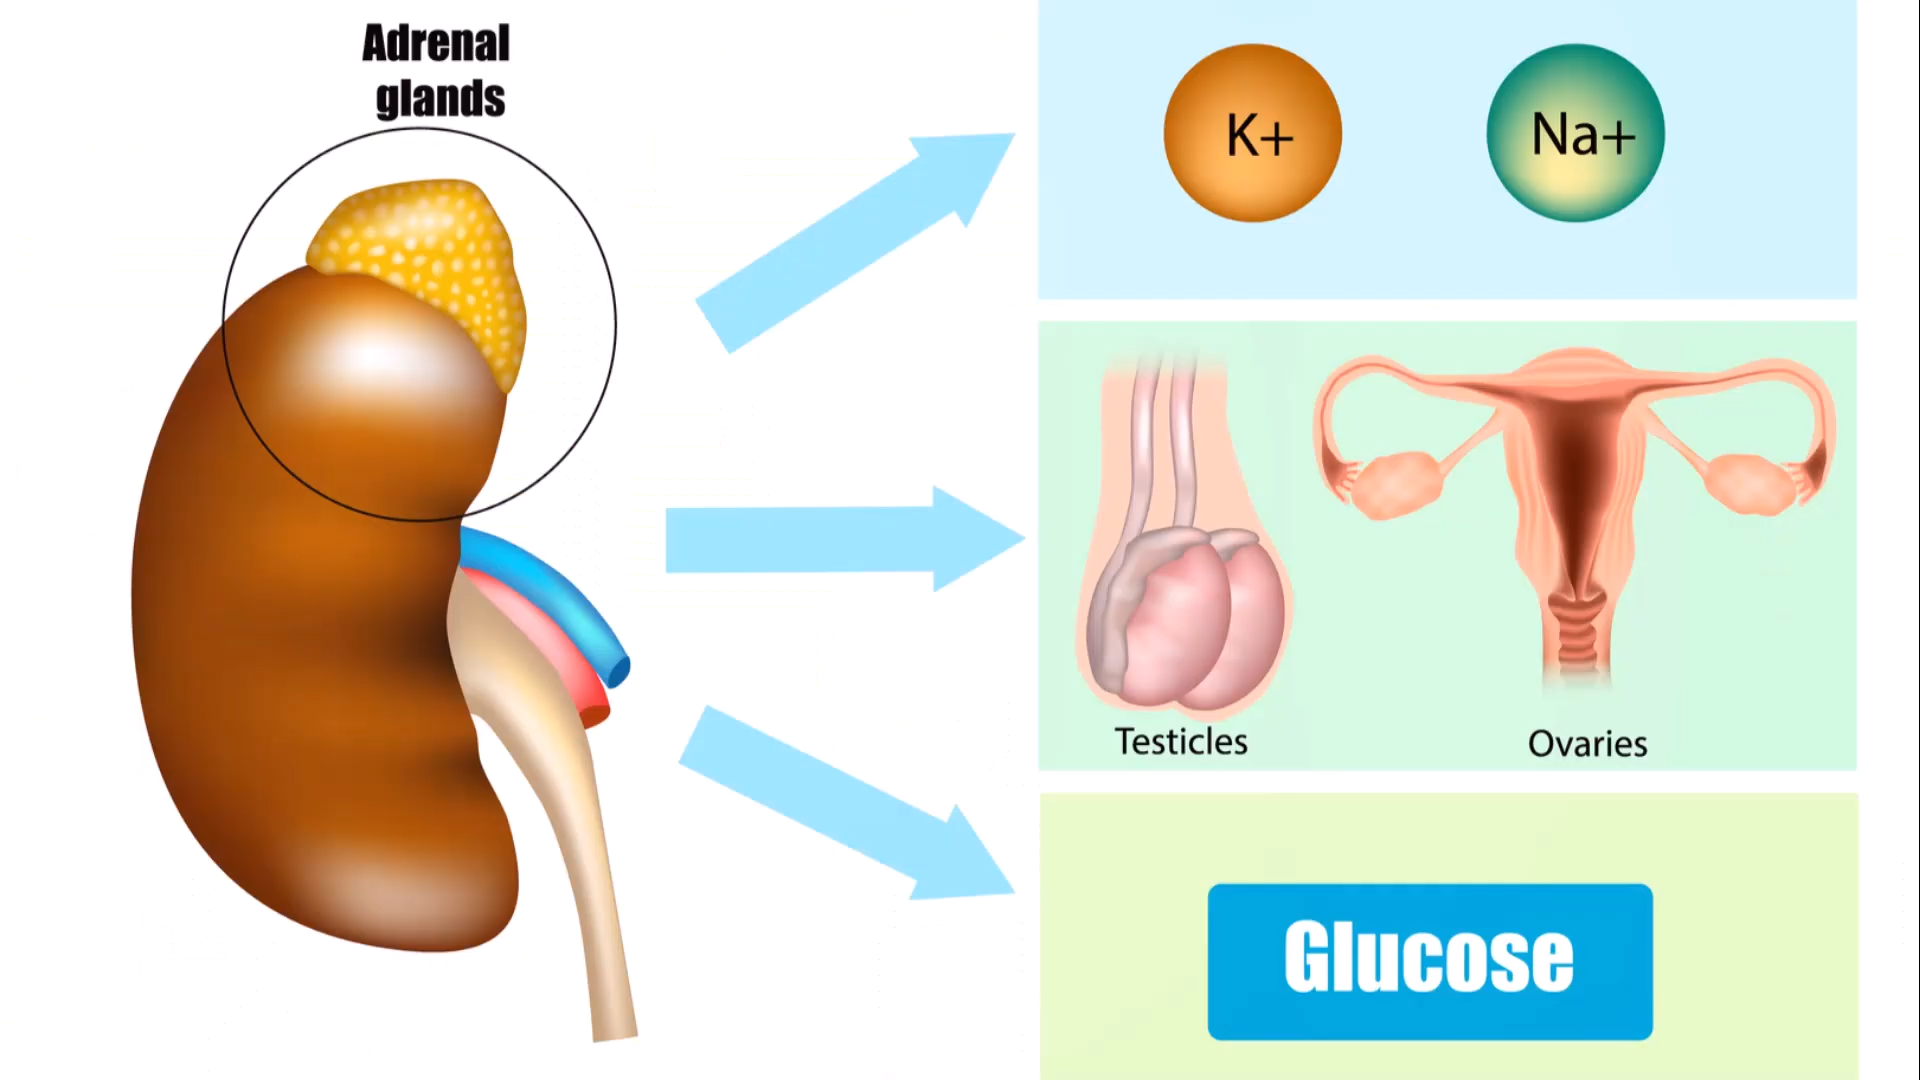 Adrenal
glands
K+
Na+
Testicles
Ovaries
Glucose